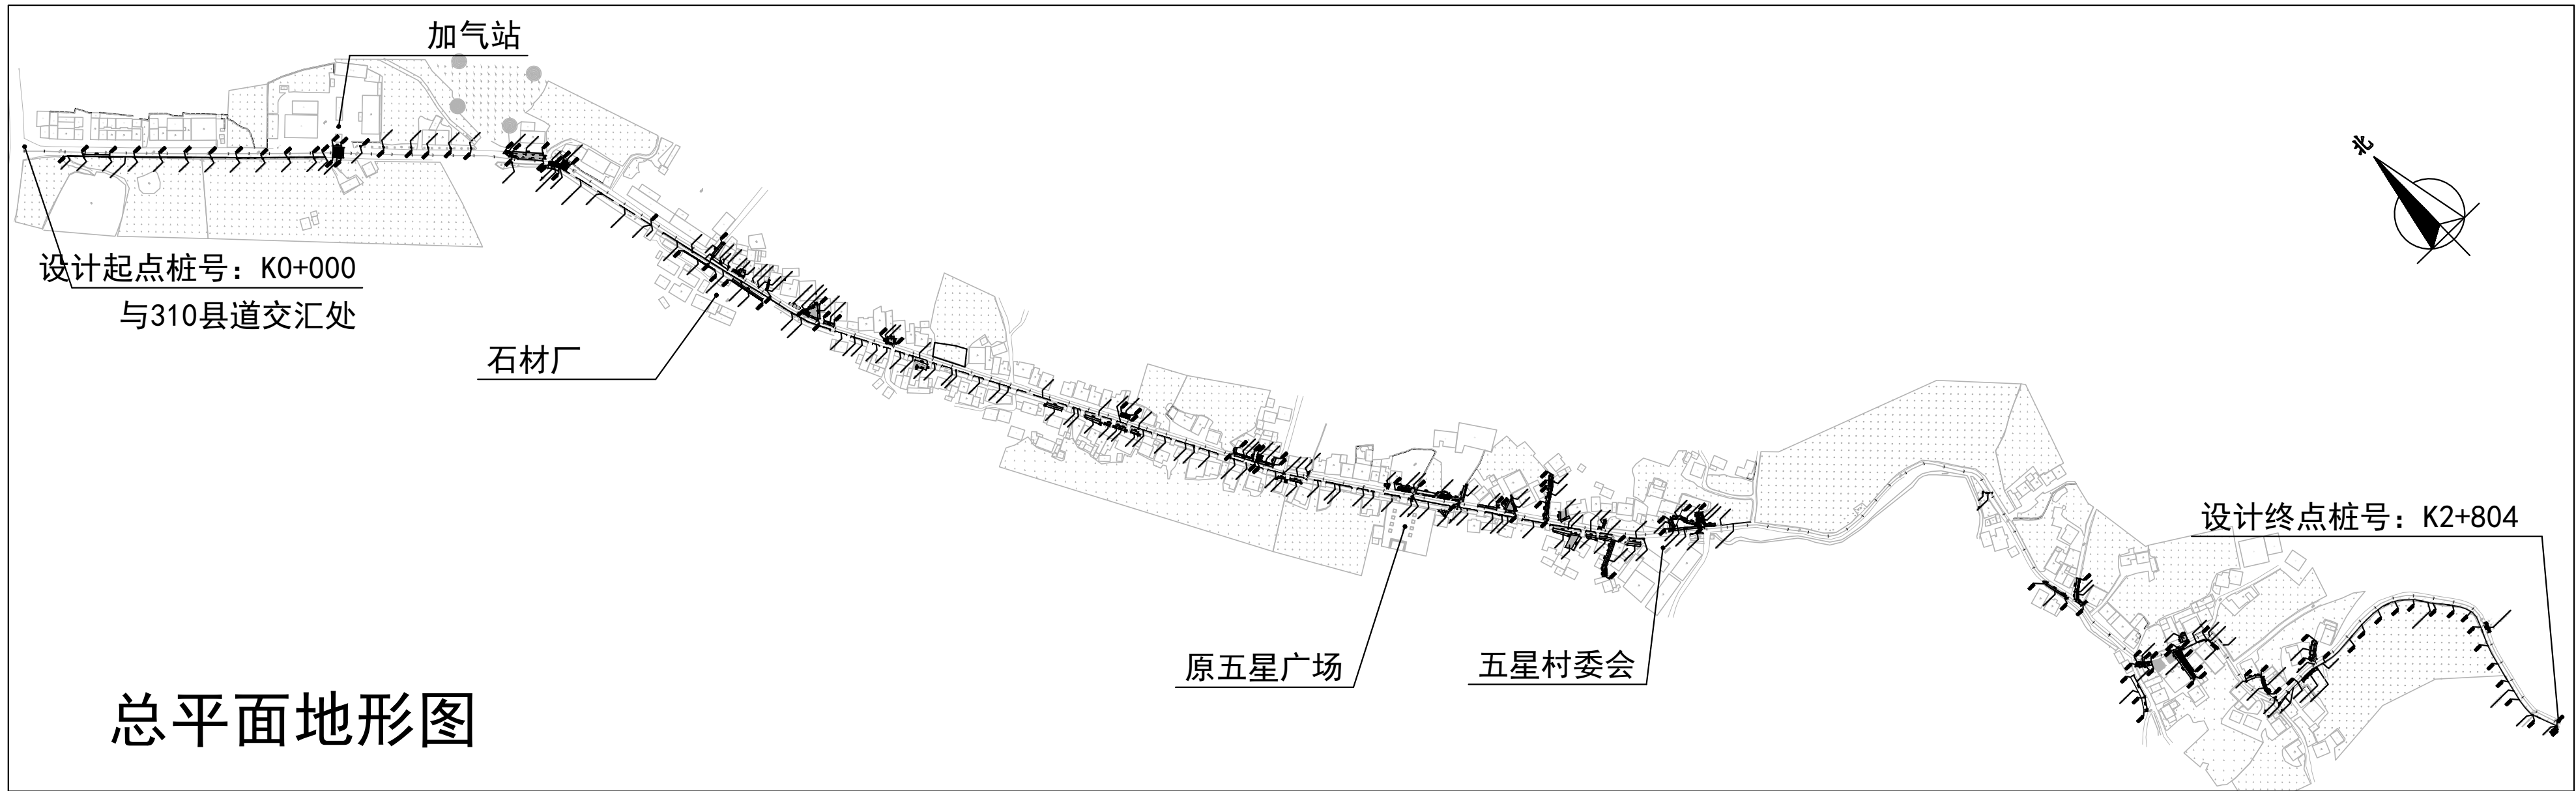 加气站
北
设计起点桩号：K0+000
与310县道交汇处
石材厂
设计终点桩号：K2+804
原五星广场
五星村委会
总平面地形图